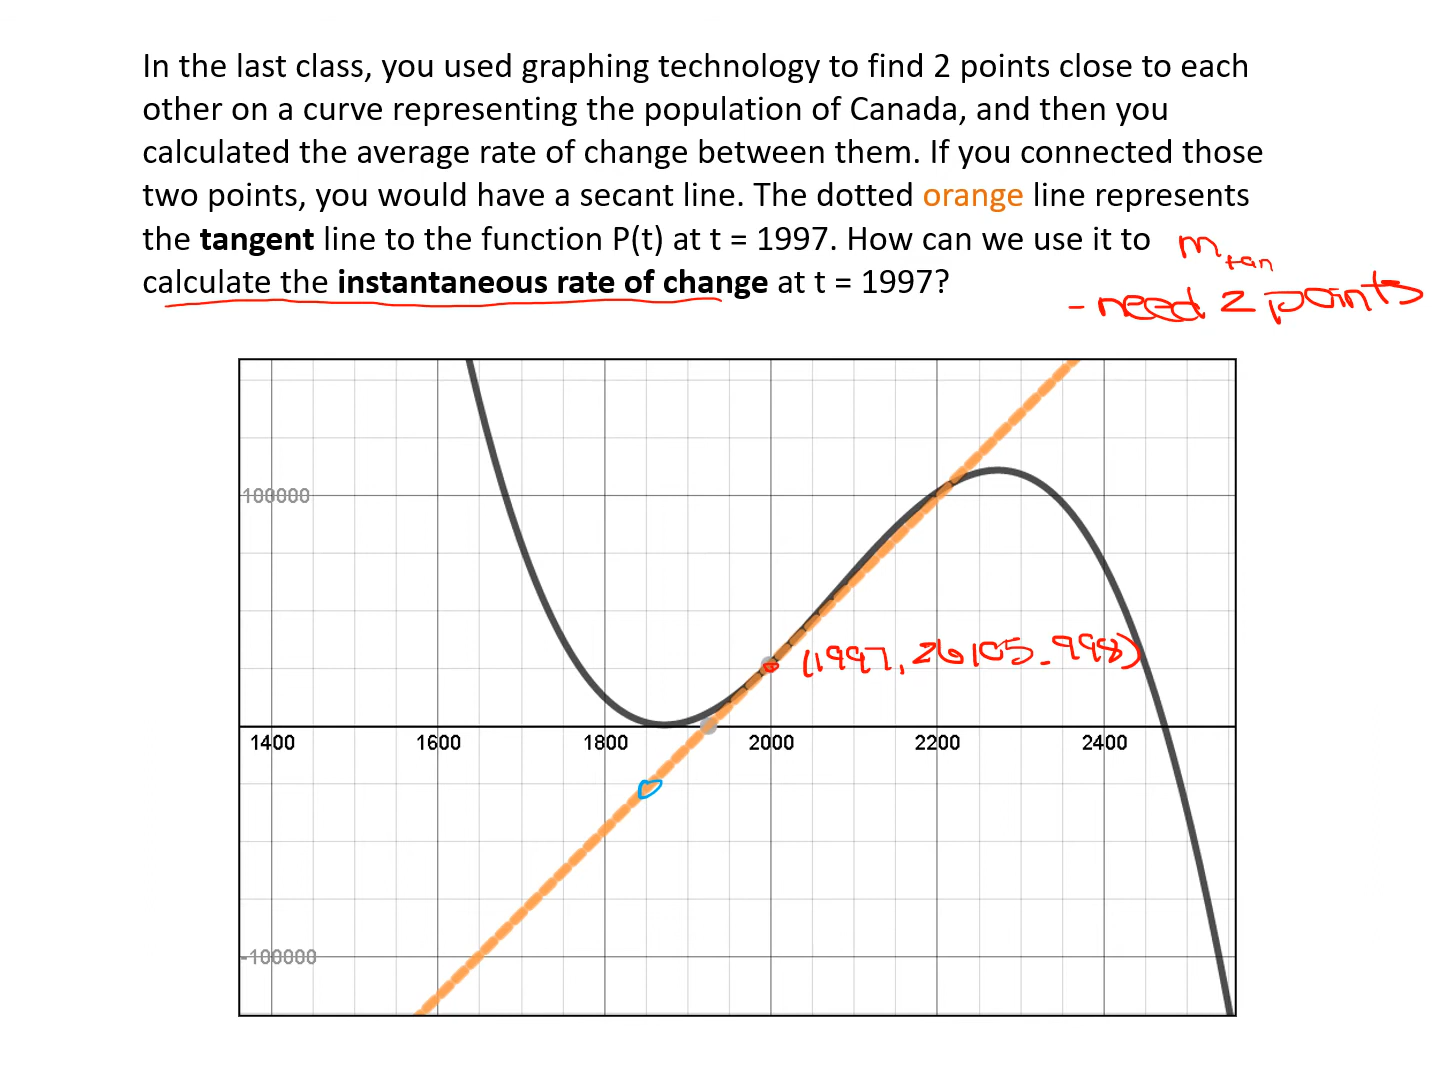 In the last class, you used graphing technology to find 2 points close to each
other on a curve representing the population of Canada, and then you
calculated the average rate of change between them. If you connected those
two points, you would have a secant line. The dotted orange line represents
the tangent line to the function P(t) at t = 1997. How can we use it to
m tan
calculate the instantaneous rate of change at t = 1997?
- need 2 points
100000
(1997, 26105.998)
1400 1600 1800 2000 2200 2400
-100000